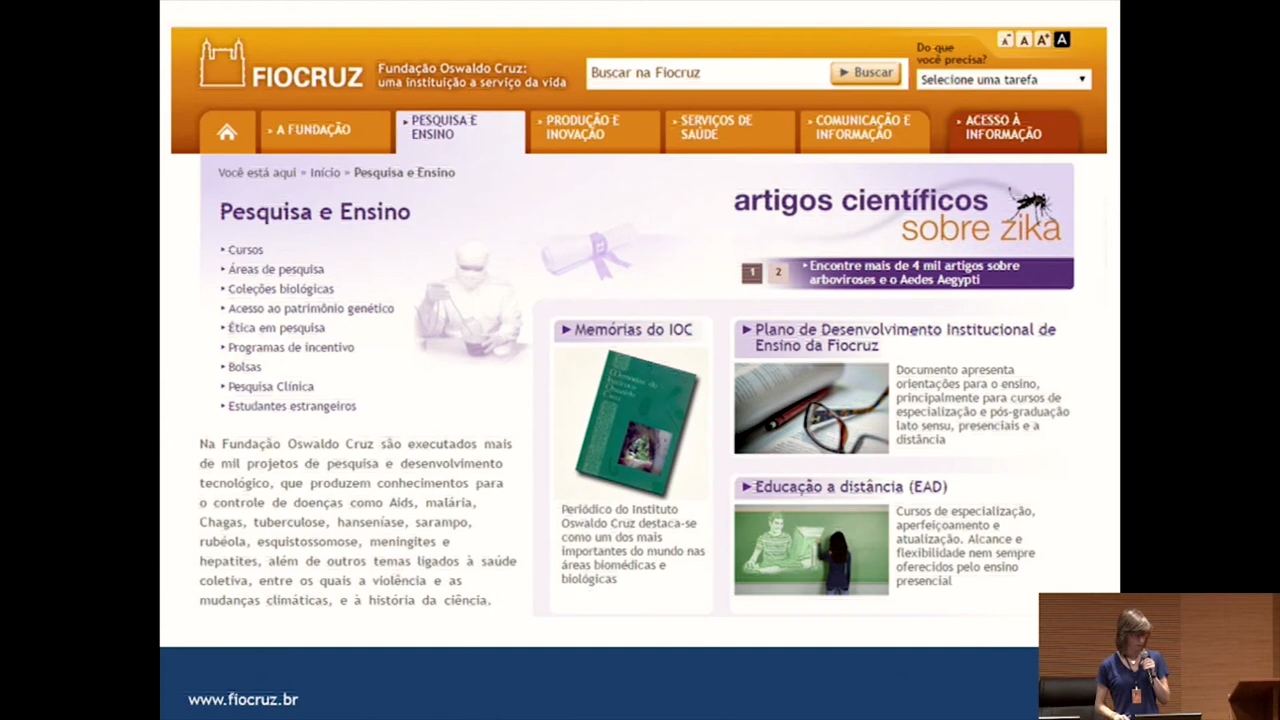 FIOCRUZ
Fundação Oswaldo Cruz:
uma instituição a serviço da vida
Buscar na Fiocruz
Buscar
Do que
você precisa?
Selecione uma tarefa
A- A A+ A
A FUNDAÇÃO
PESQUISA E
ENSINO
PRODUÇÃO E
INOVAÇÃO
SERVIÇOS DE
SAÚDE
COMUNICAÇÃO E
INFORMAÇÃO
ACESSO À
INFORMAÇÃO
Você está aqui » Início » Pesquisa e Ensino
Pesquisa e Ensino
Cursos
Áreas de pesquisa
Coleções biológicas
Acesso ao patrimônio genético
Ética em pesquisa
Programas de incentivo
Bolsas
Pesquisa Clínica
Estudantes estrangeiros
Na Fundação Oswaldo Cruz são executados mais
de mil projetos de pesquisa e desenvolvimento
tecnológico, que produzem conhecimentos para
o controle de doenças como Aids, malária,
Chagas, tuberculose, hanseníase, sarampo,
rubéola, esquistossomose, meningites e
hepatites, além de outros temas ligados à saúde
coletiva, entre os quais a violência e as
mudanças climáticas, e à história da ciência.
artigos científicos
sobre zika
1 2
Encontre mais de 4 mil artigos sobre
arboviroses e o Aedes Aegypti
Memórias do IOC
Memórias do
Instituto
Oswaldo
Cruz
Periódico do Instituto
Oswaldo Cruz destaca-se
como um dos mais
importantes do mundo nas
áreas biomédicas e
biológicas
Plano de Desenvolvimento Institucional de
Ensino da Fiocruz
Documento apresenta
orientações para o ensino,
principalmente para cursos de
especialização e pós-graduação
lato sensu, presenciais e a
distância
Educação a distância (EAD)
Cursos de especialização,
aperfeiçoamento e
atualização. Alcance e
flexibilidade nem sempre
oferecidos pelo ensino
presencial
www.fiocruz.br